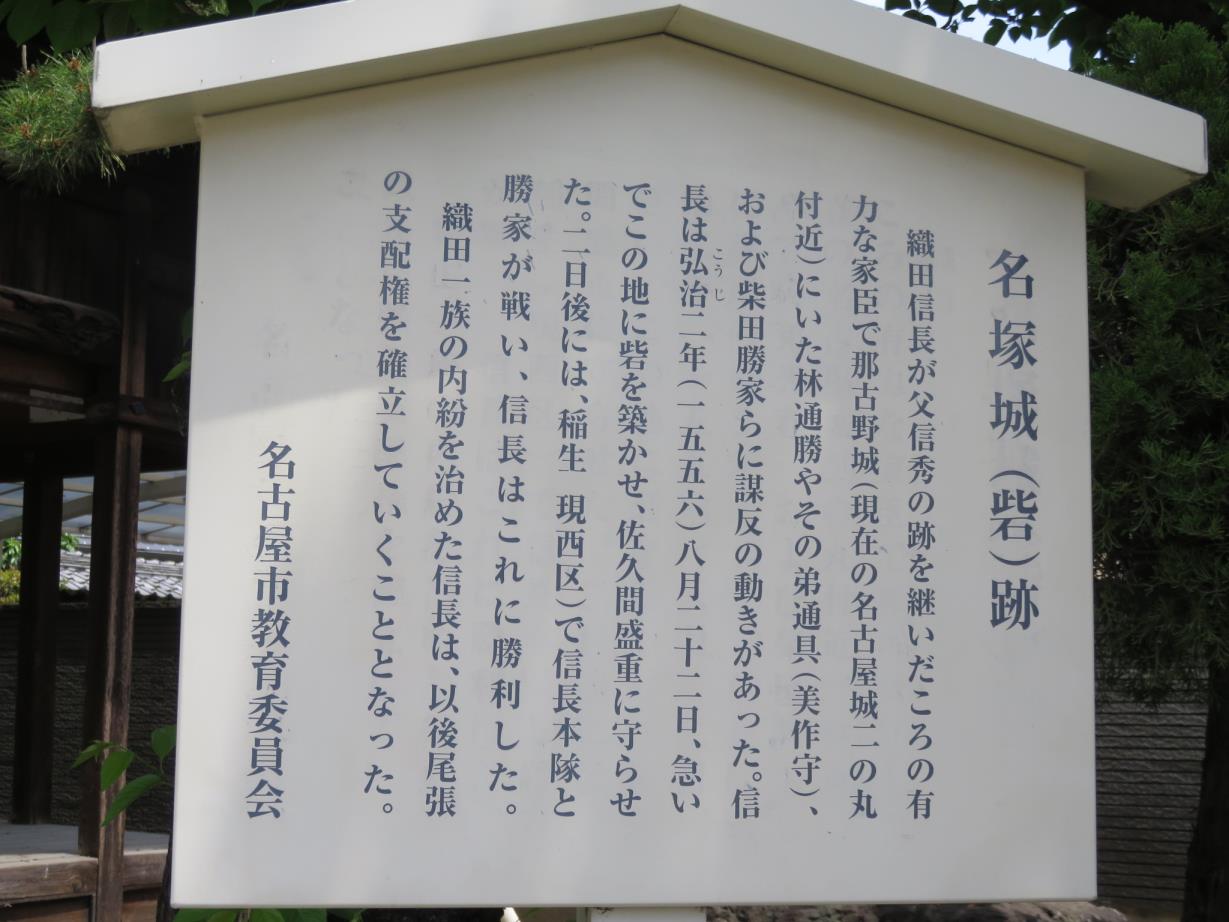 名塚城（砦）跡
織田信長が父信秀の跡を継いだころの有
力な家臣で那古野城（現在の名古屋城二の丸
付近）にいた林通勝やその弟通具（美作守）、
および柴田勝家らに謀反の動きがあった。信
長は弘治二年（一五五六）八月二十二日、急い
こうじ
でこの地に砦を築かせ、佐久間盛重に守らせ
た。二日後には、稲生 現西区）で信長本隊と
勝家が戦い、信長はこれに勝利した。
織田一族の内紛を治めた信長は、以後尾張
の支配権を確立していくこととなった。
名古屋市教育委員会